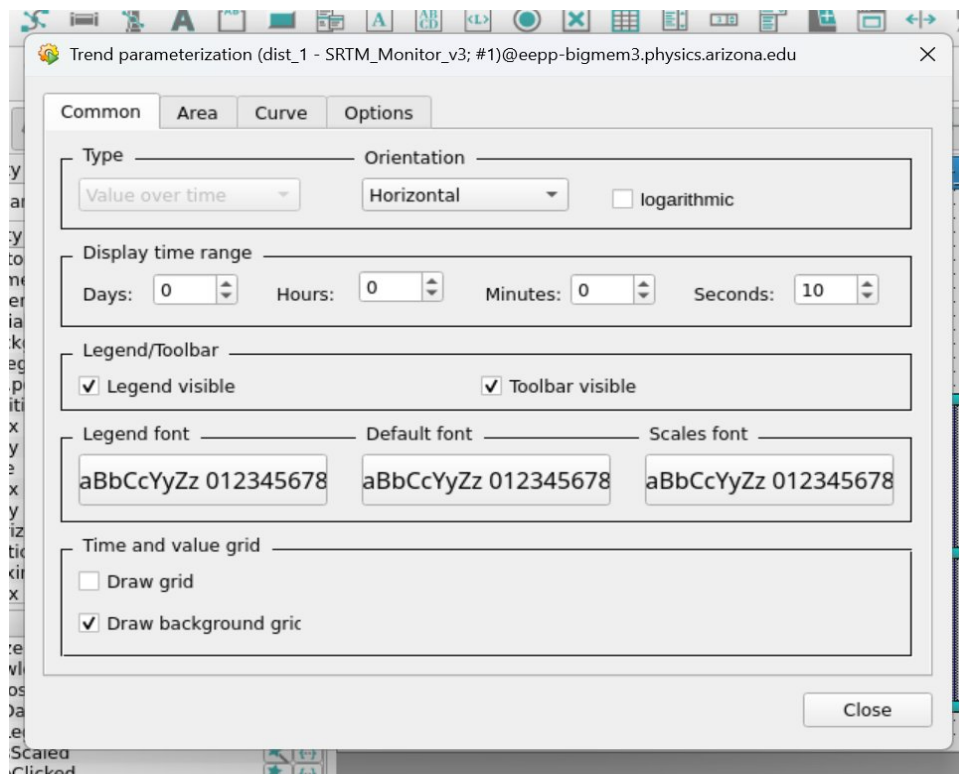 Trend parameterization (dist_1 - SRTM_Monitor_v3; #1)@eepp-bigmem3.physics.arizona.edu
Common Area Curve Options
Type Orientation
Value over time Horizontal logarithmic
Display time range
Days: 0 Hours: 0 Minutes: 0 Seconds: 10
Legend/Toolbar
Legend visible Toolbar visible
Legend font Default font Scales font
aBbCcYyZz 012345678 aBbCcYyZz 012345678 aBbCcYyZz 012345678
Time and value grid
Draw grid
Draw background gric
Close
Scaled
Clicked